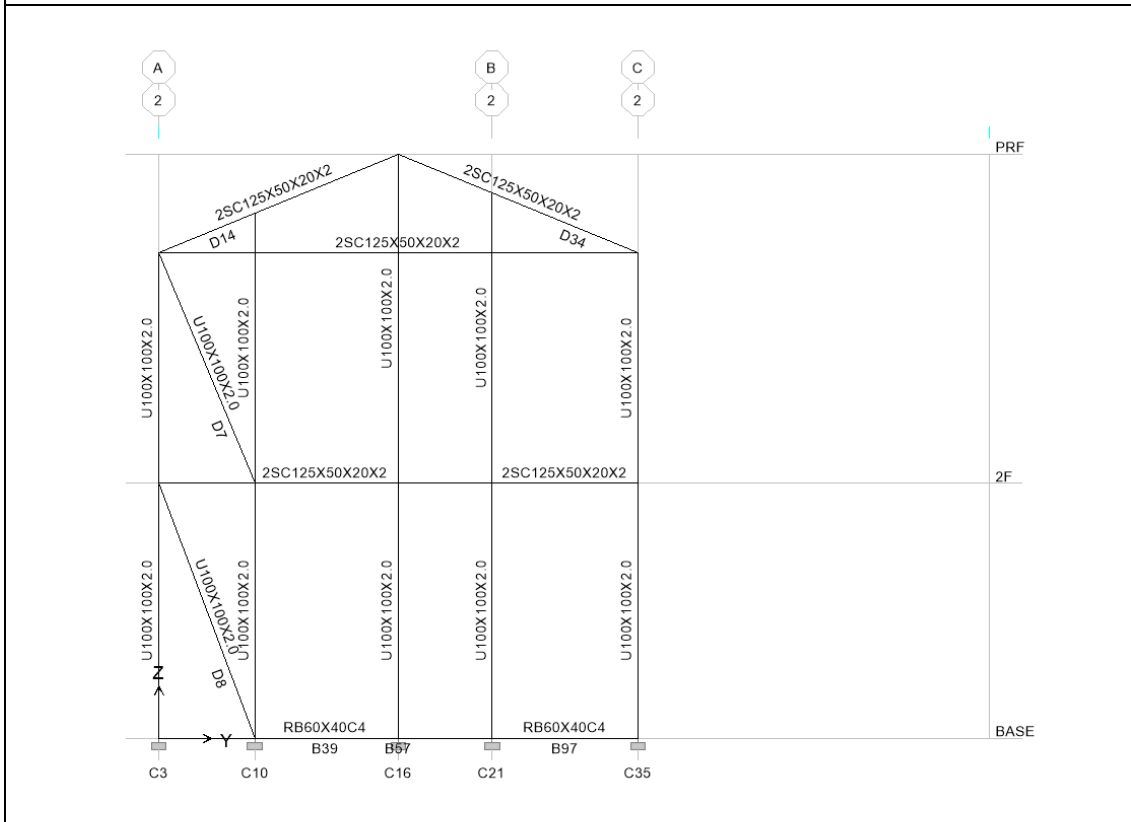 A B C
2 2 2
PRF
2SC125X50X20X2 2SC125X50X20X2
D14 2SC125X50X20X2 D34
U100X100X2.0 U100X100X2.0 U100X100X2.0 U100X100X2.0 U100X100X2.0 U100X100X2.0
D7
2SC125X50X20X2 2SC125X50X20X2 2F
U100X100X2.0 U100X100X2.0 U100X100X2.0 U100X100X2.0 U100X100X2.0 U100X100X2.0
D8
Z
RB60X40C4 RB60X40C4 BASE
Y B39 B57 B97
C3 C10 C16 C21 C35